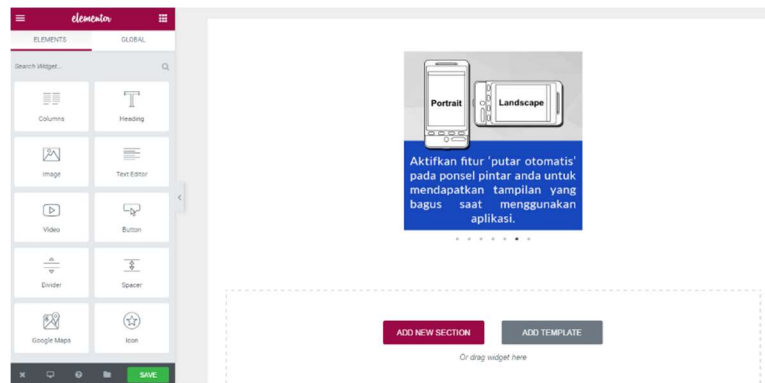 elementor
ELEMENTS GLOBAL
Search Widget...
Columns Heading
Image Text Editor
Video Button
Divider Spacer
Google Maps Icon
SAVE
Portrait Landscape
Aktifkan fitur 'putar otomatis'
pada ponsel pintar anda untuk
mendapatkan tampilan yang
bagus saat menggunakan
aplikasi.
ADD NEW SECTION ADD TEMPLATE
Or drag widget here